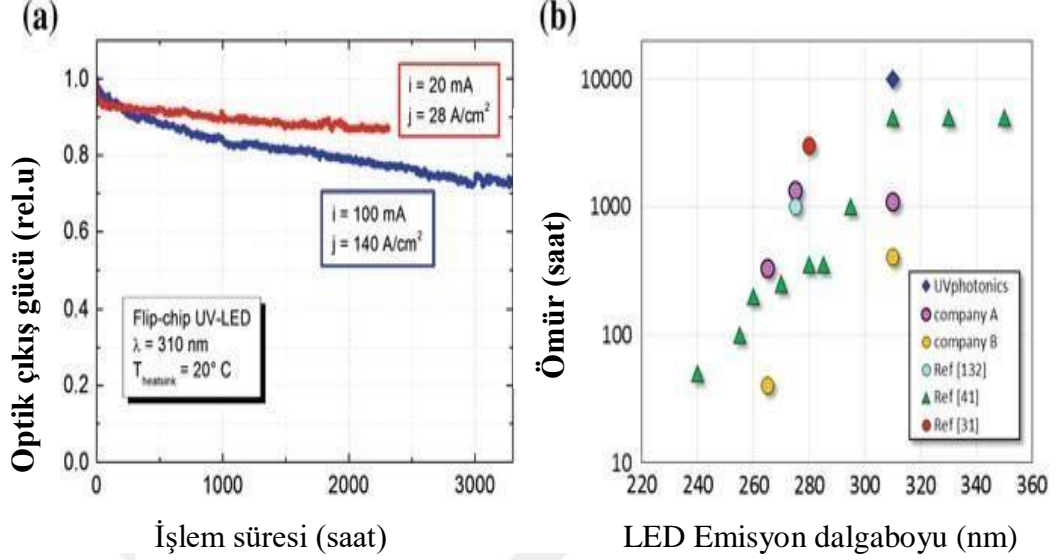 (a)
Optik çıkış gücü (rel.u)
1.0
0.8
0.6
0.4
0.2
0.0
0
1000
2000
3000
İşlem süresi (saat)
i = 20 mA
j = 28 A/cm²
i = 100 mA
j = 140 A/cm²
Flip-chip UV-LED
λ = 310 nm
T heatsink = 20° C
(b)
Ömür (saat)
10000
1000
100
10
220 240 260 280 300 320 340 360
LED Emisyon dalgaboyu (nm)
UVphotonics
company A
company B
Ref [132]
Ref [41]
Ref [31]